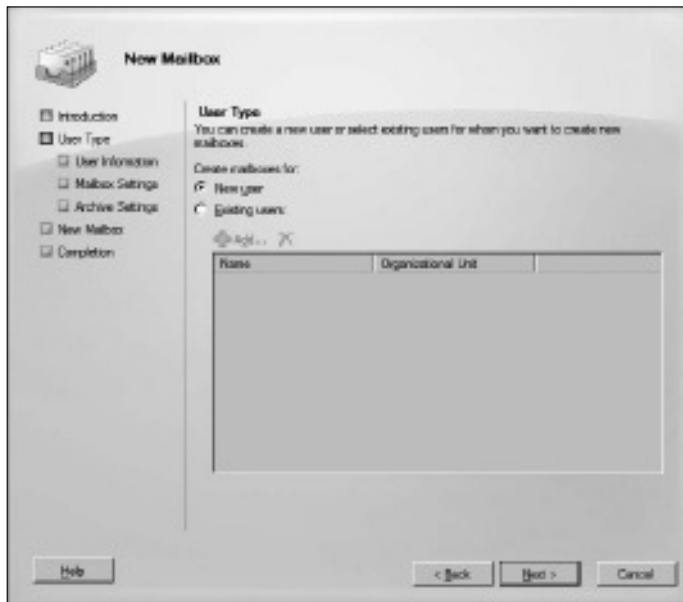 New Mailbox
Introduction
User Type
User Information
Mailbox Settings
Archive Settings
New Mailbox
Completion
User Type
You can create a new user or select existing users for whom you want to create new
mailboxes.
Create mailboxes for:
New user
Existing users:
Add...
Name Organizational Unit
Help
< Back
Next >
Cancel